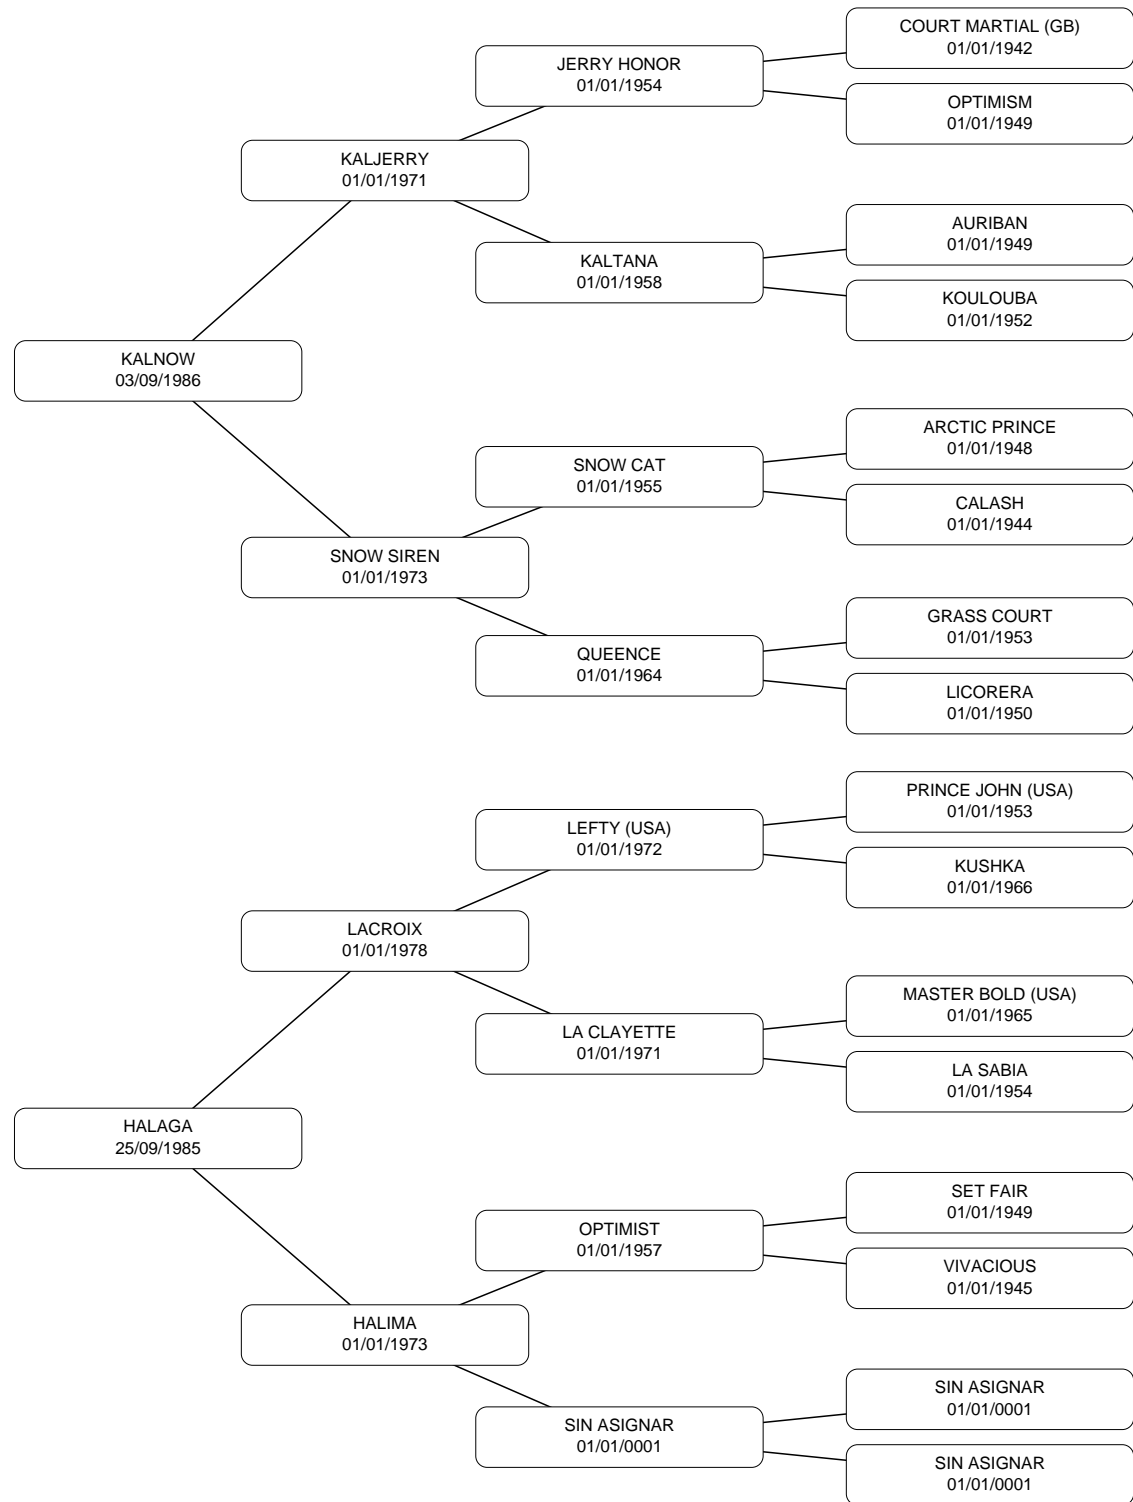 COURT MARTIAL (GB)
01/01/1942
JERRY HONOR
01/01/1954
OPTIMISM
01/01/1949
KALJERRY
01/01/1971
AURIBAN
01/01/1949
KALTANA
01/01/1958
KOULOUBA
01/01/1952
KALNOW
03/09/1986
ARCTIC PRINCE
01/01/1948
SNOW CAT
01/01/1955
CALASH
01/01/1944
SNOW SIREN
01/01/1973
GRASS COURT
01/01/1953
QUEENCE
01/01/1964
LICORERA
01/01/1950
PRINCE JOHN (USA)
01/01/1953
LEFTY (USA)
01/01/1972
KUSHKA
01/01/1966
LACROIX
01/01/1978
MASTER BOLD (USA)
01/01/1965
LA CLAYETTE
01/01/1971
LA SABIA
01/01/1954
HALAGA
25/09/1985
SET FAIR
01/01/1949
OPTIMIST
01/01/1957
VIVACIOUS
01/01/1945
HALIMA
01/01/1973
SIN ASIGNAR
01/01/0001
SIN ASIGNAR
01/01/0001
SIN ASIGNAR
01/01/0001